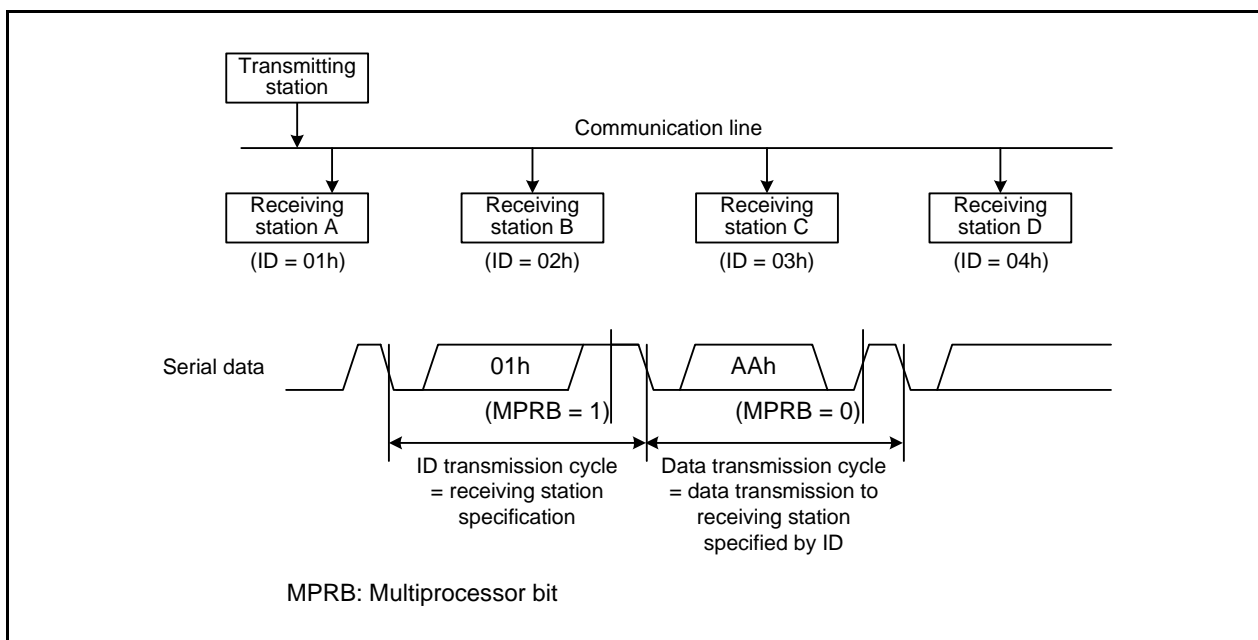 Transmitting
station
Communication line
Receiving
station A
Receiving
station B
Receiving
station C
Receiving
station D
(ID = 01h)
(ID = 02h)
(ID = 03h)
(ID = 04h)
Serial data
01h
AAh
(MPRB = 1)
(MPRB = 0)
ID transmission cycle
= receiving station
specification
Data transmission cycle
= data transmission to
receiving station
specified by ID
MPRB: Multiprocessor bit